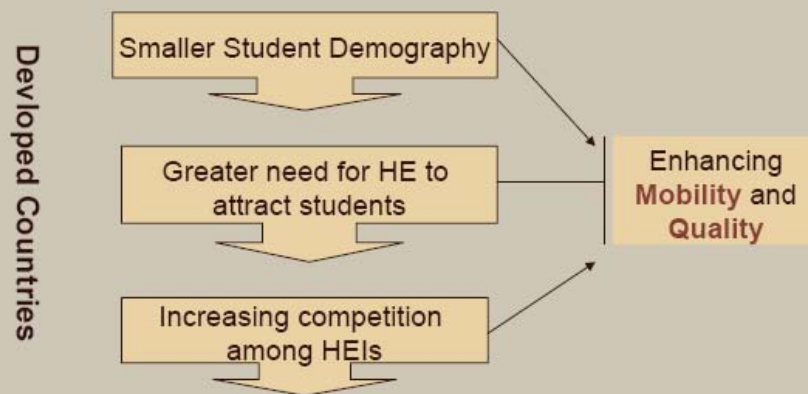 Devloped Countries
Smaller Student Demography
Greater need for HE to
attract students
Increasing competition
among HEIs
Enhancing
Mobility and
Quality